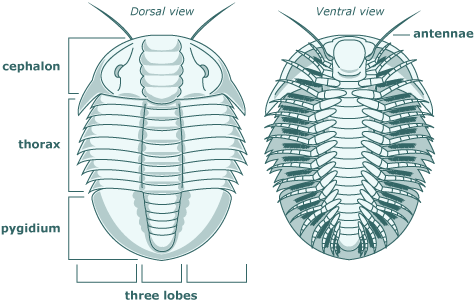 Dorsal view
Ventral view
antennae
cephalon
thorax
pygidium
three lobes